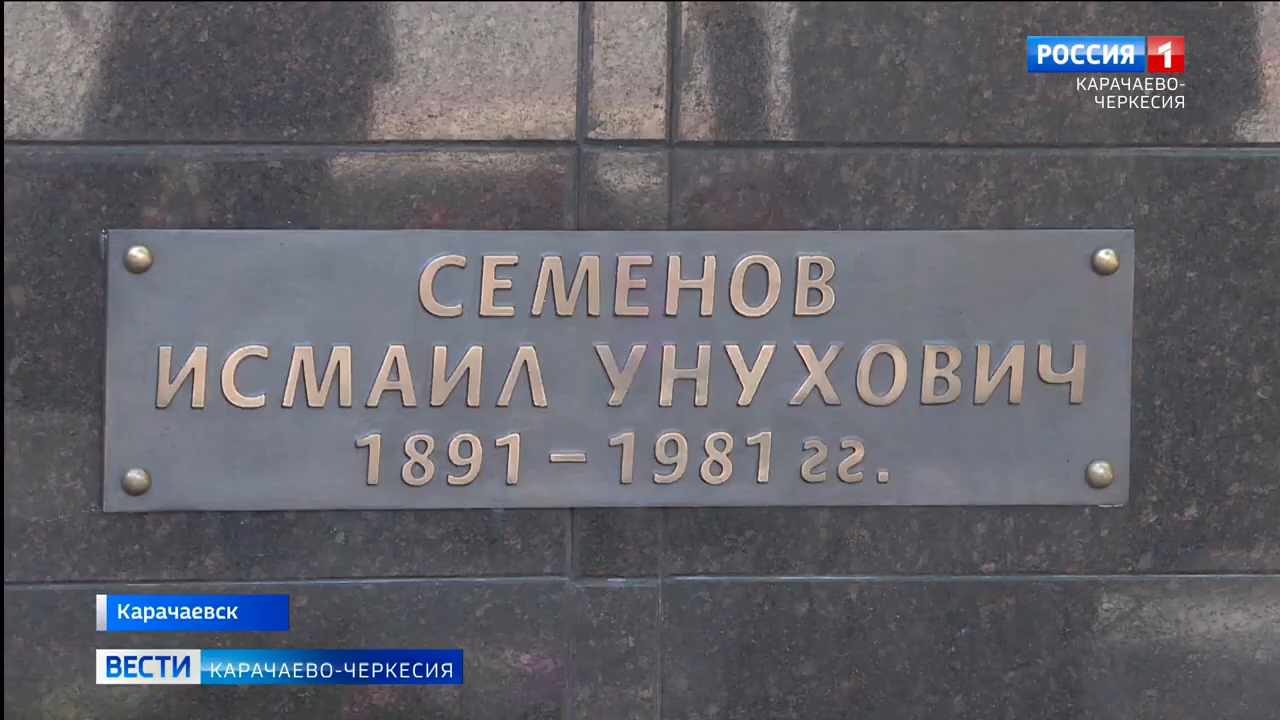 РОССИЯ 1
КАРАЧАЕВО-
ЧЕРКЕСИЯ
СЕМЕНОВ
ИСМАИЛ УНУХОВИЧ
1891 – 1981 гг.
Карачаевск
ВЕСТИ КАРАЧАЕВО-ЧЕРКЕСИЯ